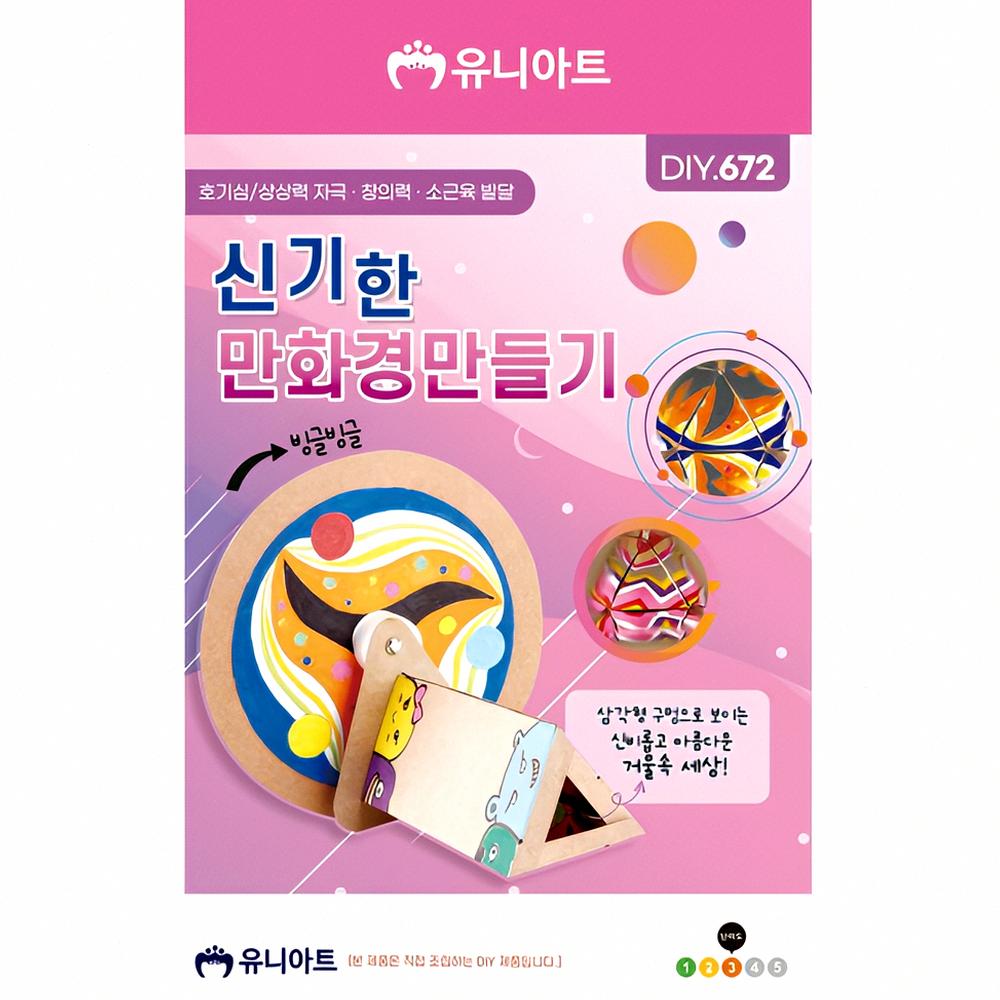 유니아트
DIY.672
호기심/상상력 자극 · 창의력 · 소근육 발달
신기한
만화경만들기
빙글빙글
삼각형 구멍으로 보이는
신비롭고 아름다운
거울속 세상!
유니아트 [본 제품은 직접 조립하는 DIY 제품입니다.]
1 2 3 4 5